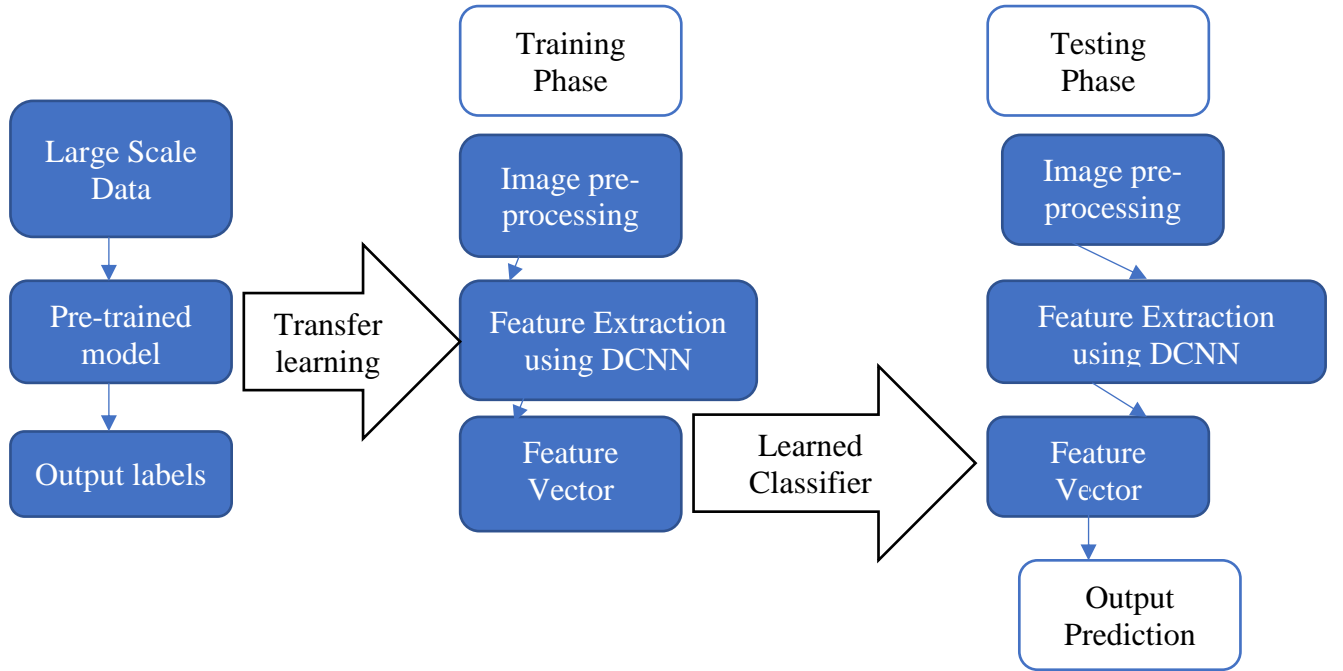 Large Scale
Data
Pre-trained
model
Output labels
Transfer
learning
Training
Phase
Image pre-
processing
Feature Extraction
using DCNN
Feature
Vector
Learned
Classifier
Testing
Phase
Image pre-
processing
Feature Extraction
using DCNN
Feature
Vector
Output
Prediction